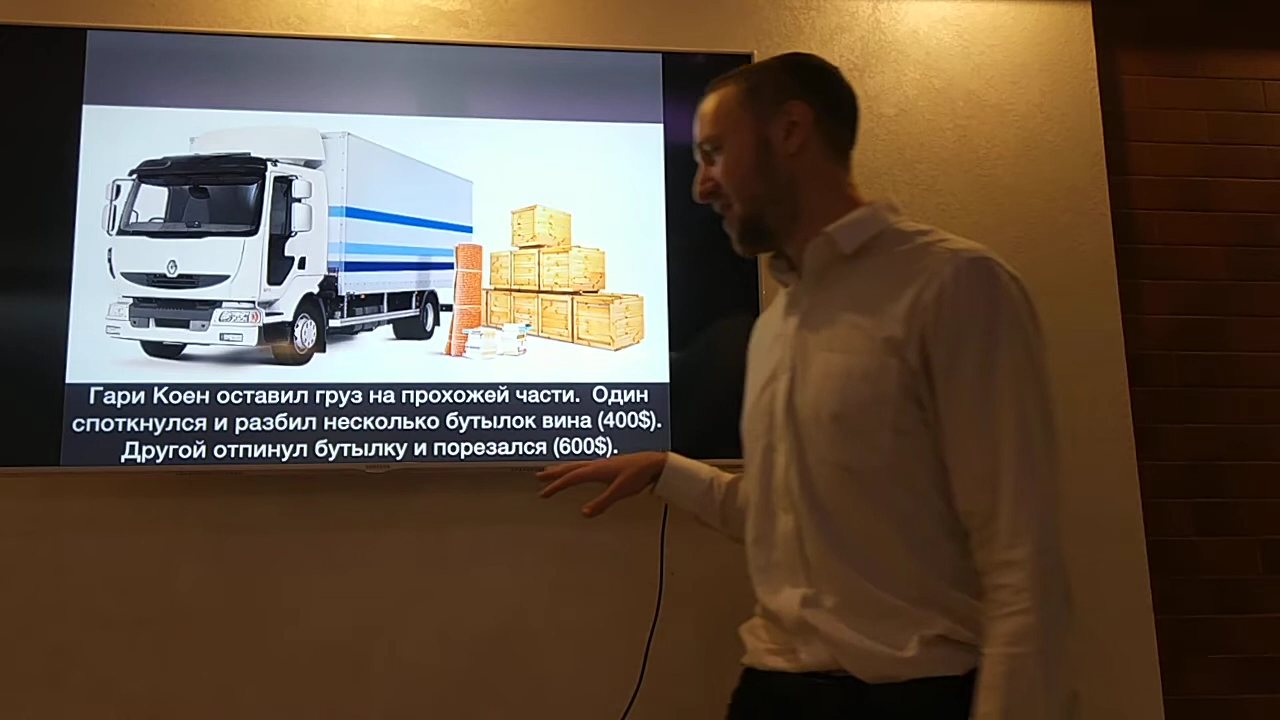 Гари Коен оставил груз на прохожей части. Один
споткнулся и разбил несколько бутылок вина (400$).
Другой отпинул бутылку и порезался (600$).